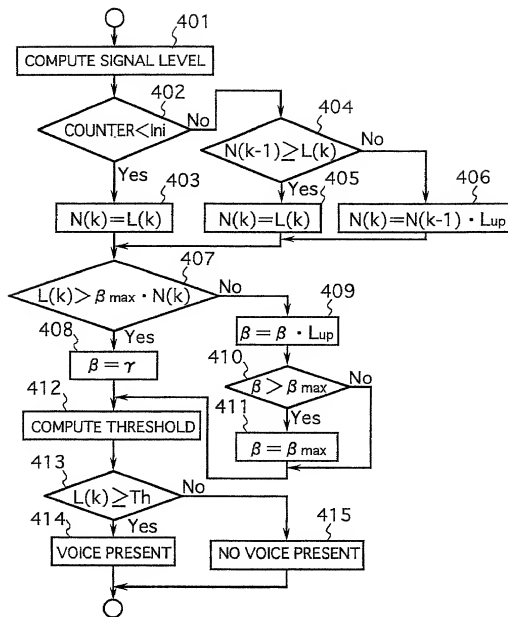 401
COMPUTE SIGNAL LEVEL
402
COUNTER<Ini
No
Yes
404
N(k-1)≥L(k)
No
Yes
403
N(k)=L(k)
405
N(k)=L(k)
406
N(k)=N(k-1)・Lup
407
L(k)>βmax・N(k)
No
Yes
408
β=γ
409
β=β・Lup
410
β>βmax
No
Yes
411
β=βmax
412
COMPUTE THRESHOLD
413
L(k)≥Th
No
Yes
414
VOICE PRESENT
415
NO VOICE PRESENT